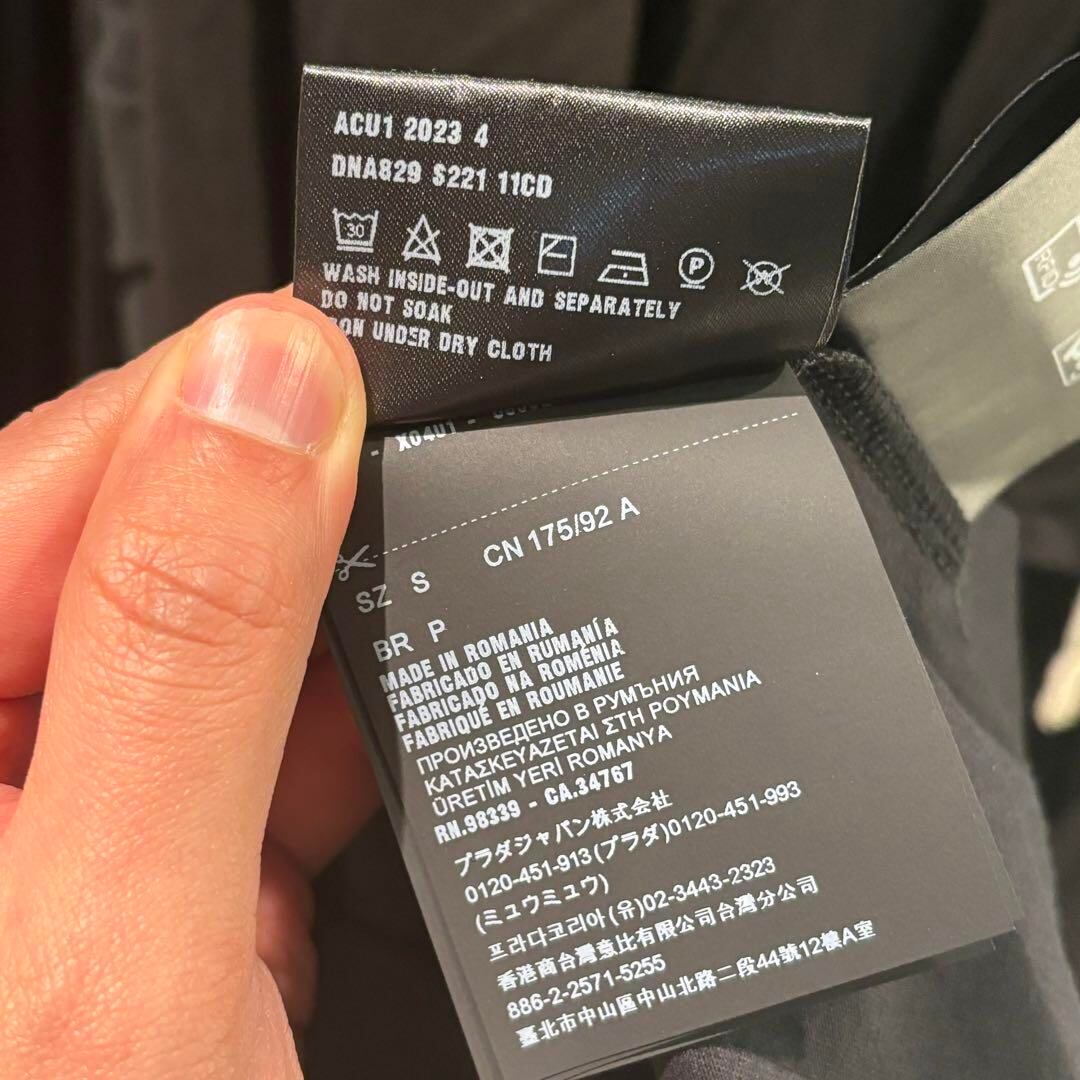 ACU1 2023 4
DNA829 S221 11CD
30
P
W
WASH INSIDE-OUT AND SEPARATELY
DO NOT SOAK
UNDER DRY CLOTH
- X04U1 -
CN 175/92 A
SZ S
BR P
MADE IN ROMANIA
FABRICADO EN RUMANÍA
FABRICADO NA ROMÉNIA
FABRIQUÉ EN ROUMANIE
ПРОИЗВЕДЕНО В РУМЪНИЯ
ΚΑΤΑΣΚΕΥΑΖΕΤΑΙ ΣΤΗ ΡΟΥΜΑΝΙΑ
ÜRETİM YERİ ROMANYA
RN.98339 - CA.34767
プラダジャパン株式会社
0120-451-913(プラダ)0120-451-993
(ミュウミュウ)
프라다코리아(유)02-3443-2323
香港商台灣意比有限公司台灣分公司
886-2-2571-5255
臺北市中山區中山北路二段44號12樓A室